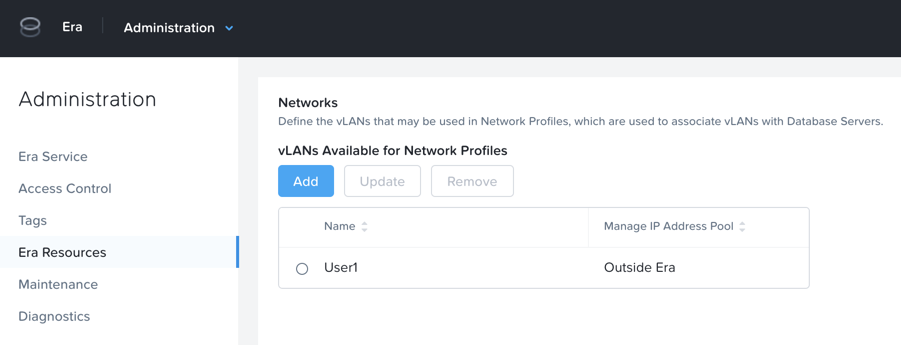 Era
Administration
Administration
Era Service
Access Control
Tags
Era Resources
Maintenance
Diagnostics
Networks
Define the vLANs that may be used in Network Profiles, which are used to associate vLANs with Database Servers.
vLANs Available for Network Profiles
Add Update Remove
Name Manage IP Address Pool
User1 Outside Era